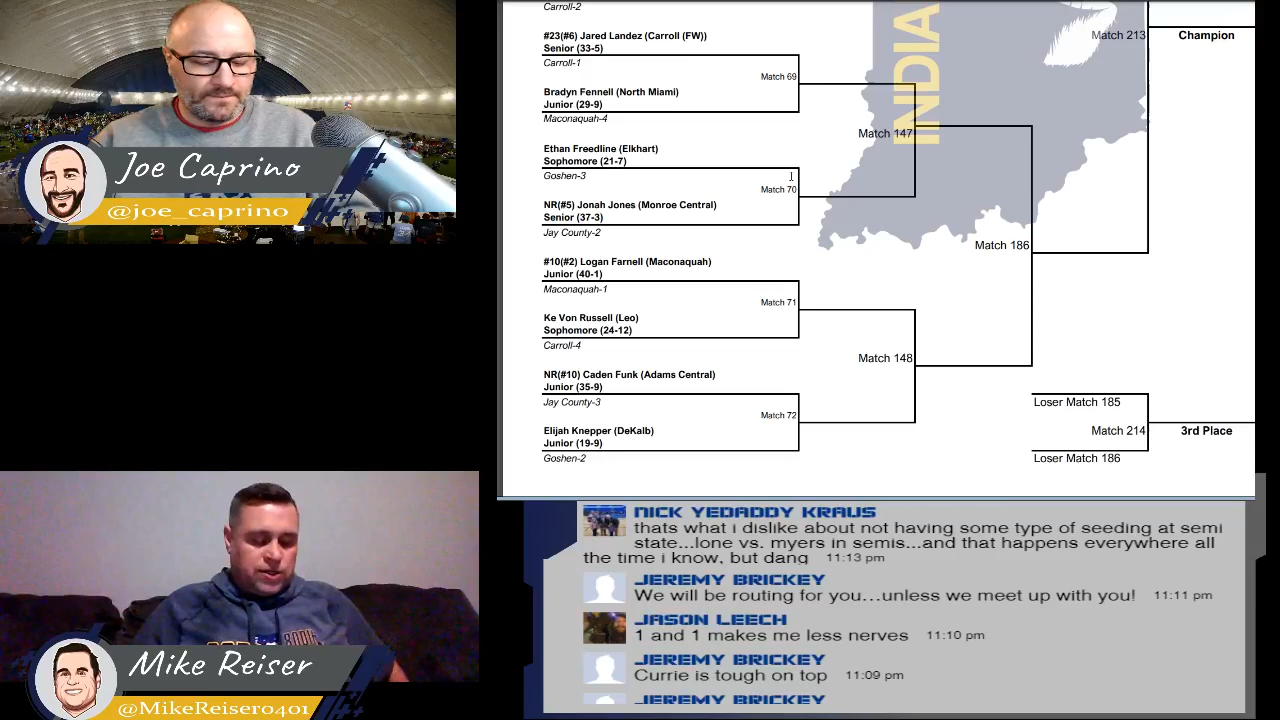 Joe Caprino
@joe_caprino
Carroll-2
#23(#6) Jared Landez (Carroll (FW))
Senior (33-5)
Carroll-1
Match 69
Bradyn Fennell (North Miami)
Junior (29-9)
Maconaquah-4
Match 147
Ethan Freedline (Elkhart)
Sophomore (21-7)
Goshen-3
Match 70
NR(#5) Jonah Jones (Monroe Central)
Senior (37-3)
Jay County-2
Match 186
#10(#2) Logan Farnell (Maconaquah)
Junior (40-1)
Maconaquah-1
Match 71
Ke Von Russell (Leo)
Sophomore (24-12)
Carroll-4
Match 148
NR(#10) Caden Funk (Adams Central)
Junior (35-9)
Jay County-3
Match 72
Elijah Knepper (DeKalb)
Junior (19-9)
Goshen-2
INDIA
Match 213
Champion
Loser Match 185
Match 214
3rd Place
Loser Match 186
Mike Reiser
@MikeReiser0401
NICK YEDADDY KRAUS
thats what i dislike about not having some type of seeding at semi
state...lone vs. myers in semis...and that happens everywhere all
the time i know, but dang 11:13 pm
JEREMY BRICKEY
We will be routing for you...unless we meet up with you! 11:11 pm
JASON LEECH
1 and 1 makes me less nerves 11:10 pm
JEREMY BRICKEY
Currie is tough on top 11:09 pm
JEREMY BRICKEY